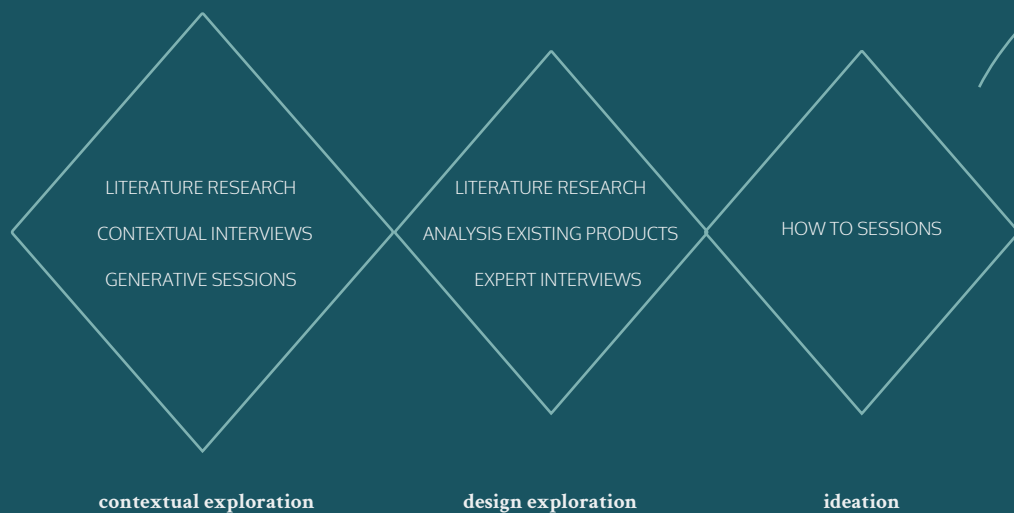 LITERATURE RESEARCH
CONTEXTUAL INTERVIEWS
GENERATIVE SESSIONS
contextual exploration
LITERATURE RESEARCH
ANALYSIS EXISTING PRODUCTS
EXPERT INTERVIEWS
design exploration
HOW TO SESSIONS
ideation